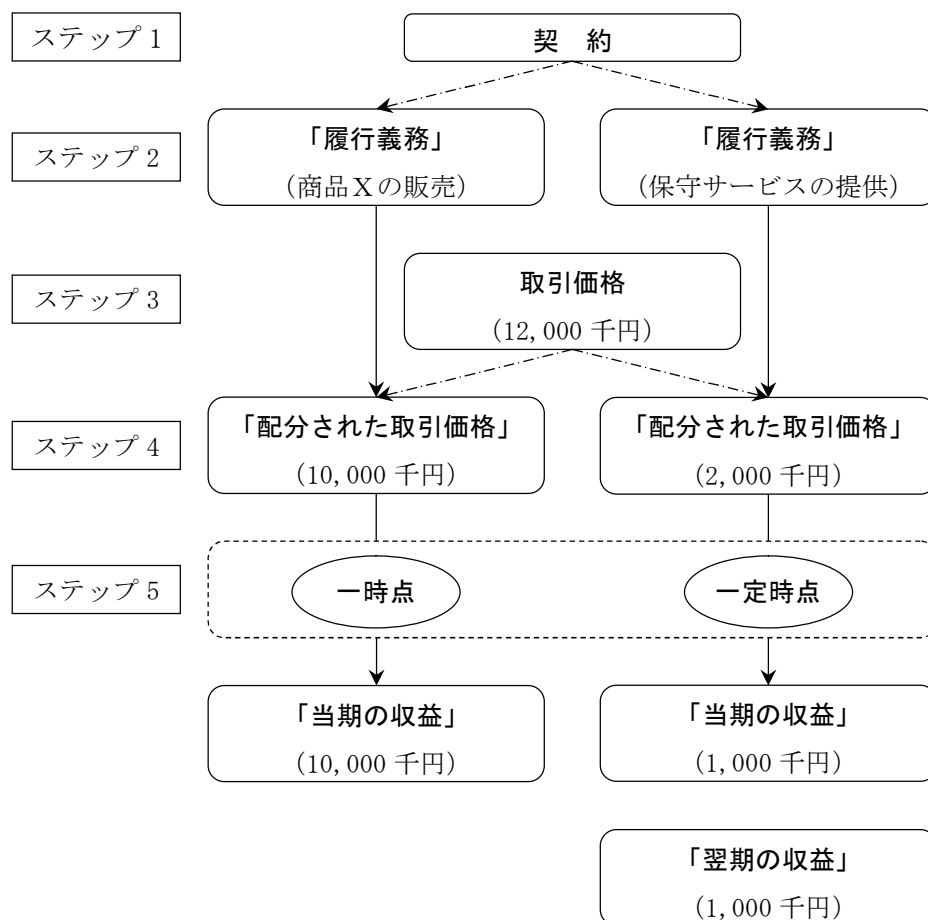 ステップ 1
契　約
ステップ 2
「履行義務」
(商品Xの販売)
「履行義務」
(保守サービスの提供)
ステップ 3
取引価格
(12,000 千円)
ステップ 4
「配分された取引価格」
(10,000 千円)
「配分された取引価格」
(2,000 千円)
ステップ 5
一時点
一定時点
「当期の収益」
(10,000 千円)
「当期の収益」
(1,000 千円)
「翌期の収益」
(1,000 千円)